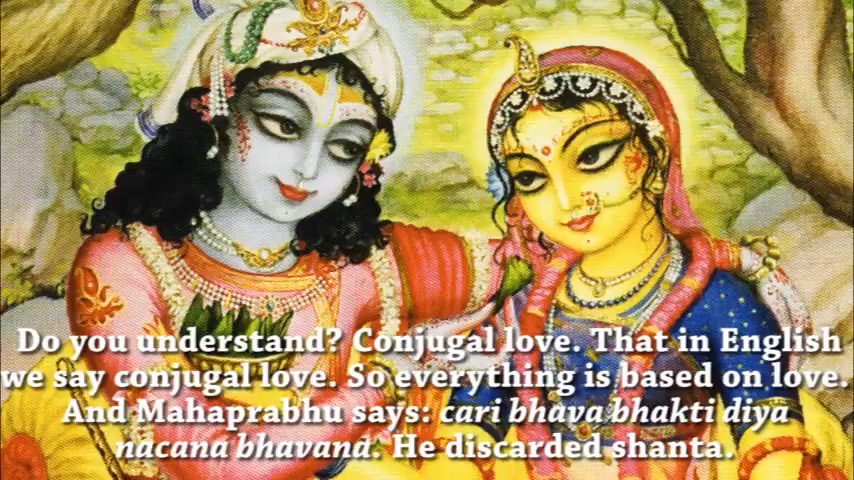 Do you understand? Conjugal love. That in English
we say conjugal love. So everything is based on love.
And Mahaprabhu says: cari bhava bhakti diya
nacana bhavana. He discarded shanta.